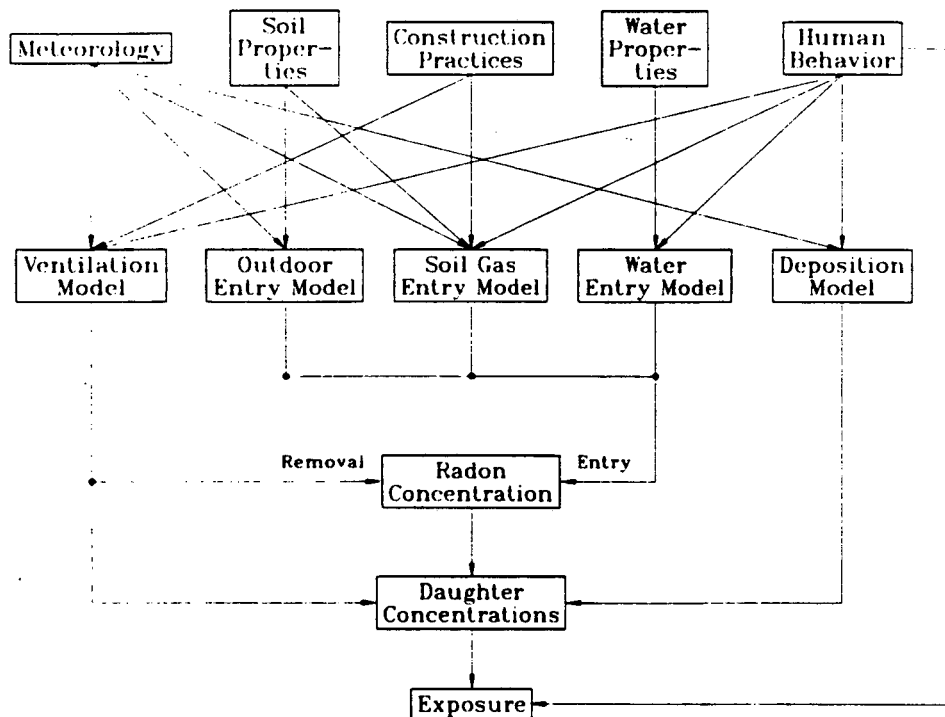 Meteorology
Soil
Proper-
ties
Construction
Practices
Water
Proper-
ties
Human
Behavior
Ventilation
Model
Outdoor
Entry Model
Soil Gas
Entry Model
Water
Entry Model
Deposition
Model
Removal
Radon
Concentration
Entry
Daughter
Concentrations
Exposure